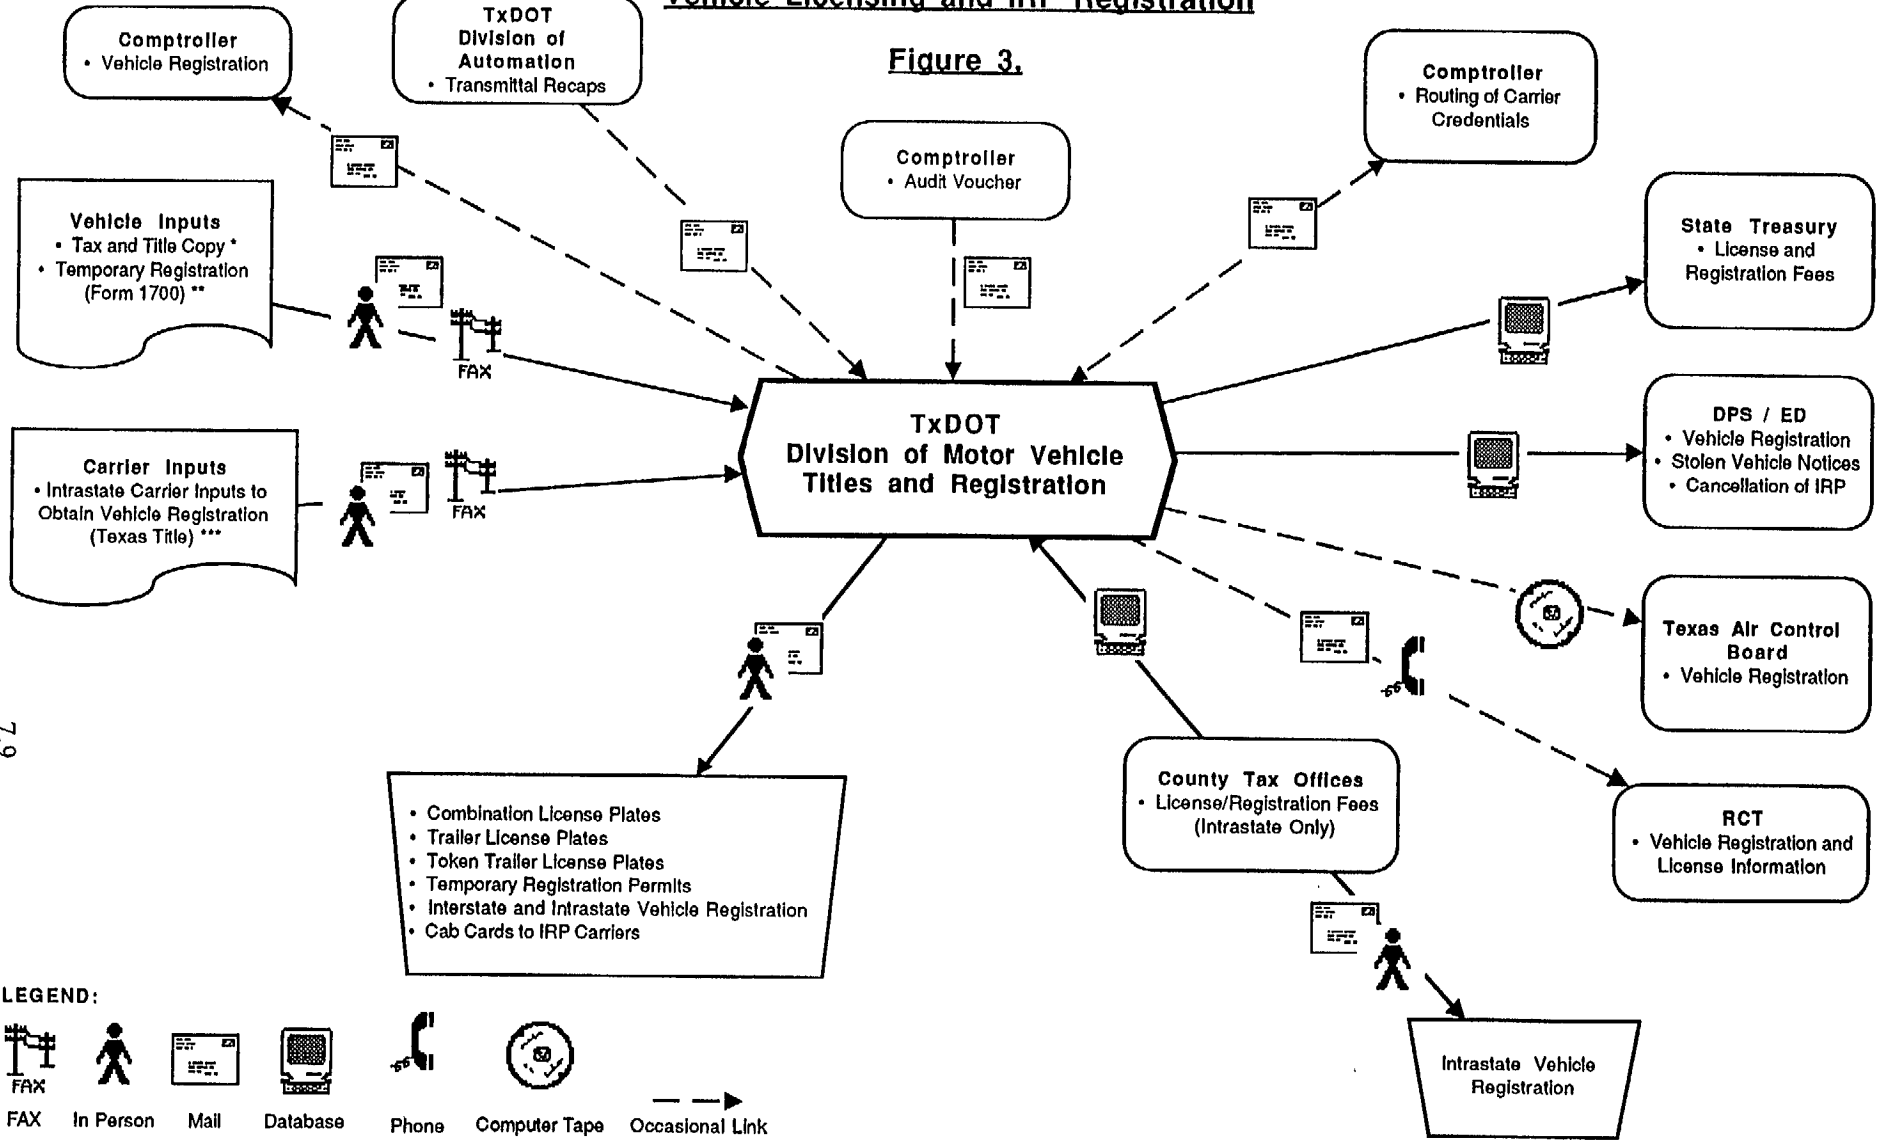 Vehicle Licensing and IRP Registration
Figure 3.
Comptroller
• Vehicle Registration
TxDOT
Division of
Automation
• Transmittal Recaps
Comptroller
• Audit Voucher
Comptroller
• Routing of Carrier
Credentials
Vehicle Inputs
• Tax and Title Copy *
• Temporary Registration
(Form 1700) **
FAX
State Treasury
• License and
Registration Fees
Carrier Inputs
• Intrastate Carrier Inputs to
Obtain Vehicle Registration
(Texas Title) ***
FAX
TxDOT
Division of Motor Vehicle
Titles and Registration
DPS / ED
• Vehicle Registration
• Stolen Vehicle Notices
• Cancellation of IRP
Texas Air Control
Board
• Vehicle Registration
7.9
• Combination License Plates
• Trailer License Plates
• Token Trailer License Plates
• Temporary Registration Permits
• Interstate and Intrastate Vehicle Registration
• Cab Cards to IRP Carriers
County Tax Offices
• License/Registration Fees
(Intrastate Only)
RCT
• Vehicle Registration and
License Information
Intrastate Vehicle
Registration
LEGEND:
FAX
FAX
In Person
Mail
Database
Phone
Computer Tape
Occasional Link